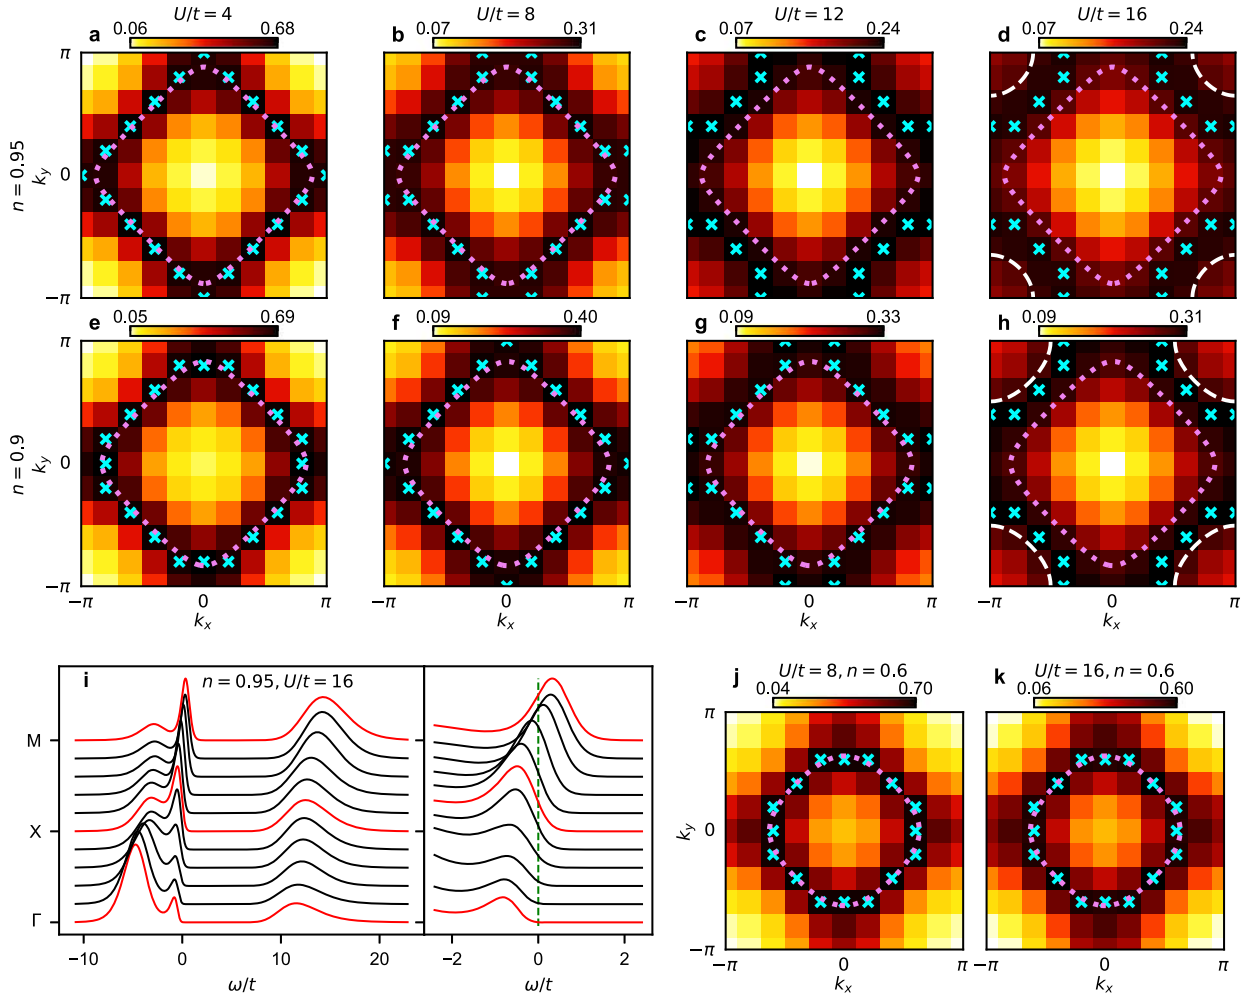 U/t = 4 U/t = 8 U/t = 12 U/t = 16
0.06 0.68 0.07 0.31 0.07 0.24 0.07 0.24
a b c d
π
n = 0.95 k_y 0
−π
0.05 0.69 0.09 0.40 0.09 0.33 0.09 0.31
e f g h
π
n = 0.9 k_y 0
−π
−π 0 π −π 0 π −π 0 π −π 0 π
k_x k_x k_x k_x
i n = 0.95, U/t = 16
M
X
Γ
−10 0 10 20 −2 0 2
ω/t ω/t
j U/t = 8, n = 0.6 k U/t = 16, n = 0.6
0.04 0.70 0.06 0.60
π
k_y 0
−π
−π 0 π −π 0 π
k_x k_x